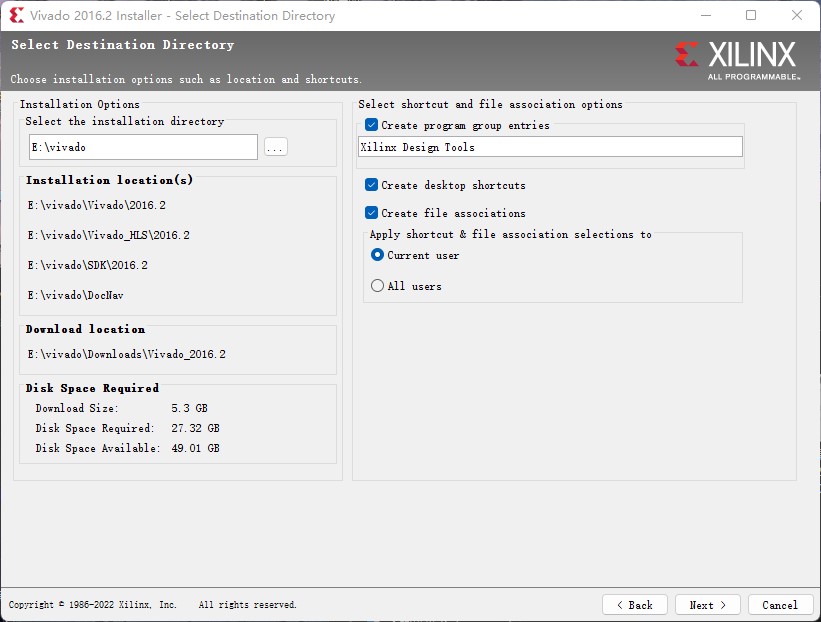 Vivado 2016.2 Installer - Select Destination Directory
Select Destination Directory
Choose installation options such as location and shortcuts.
XILINX
ALL PROGRAMMABLE™
Installation Options
Select the installation directory
E:\vivado
...
Installation location(s)
E:\vivado\Vivado\2016.2
E:\vivado\Vivado_HLS\2016.2
E:\vivado\SDK\2016.2
E:\vivado\DocNav
Download location
E:\vivado\Downloads\Vivado_2016.2
Disk Space Required
Download Size: 5.3 GB
Disk Space Required: 27.32 GB
Disk Space Available: 49.01 GB
Select shortcut and file association options
Create program group entries
Xilinx Design Tools
Create desktop shortcuts
Create file associations
Apply shortcut & file association selections to
Current user
All users
Copyright © 1986-2022 Xilinx, Inc. All rights reserved.
< Back
Next >
Cancel